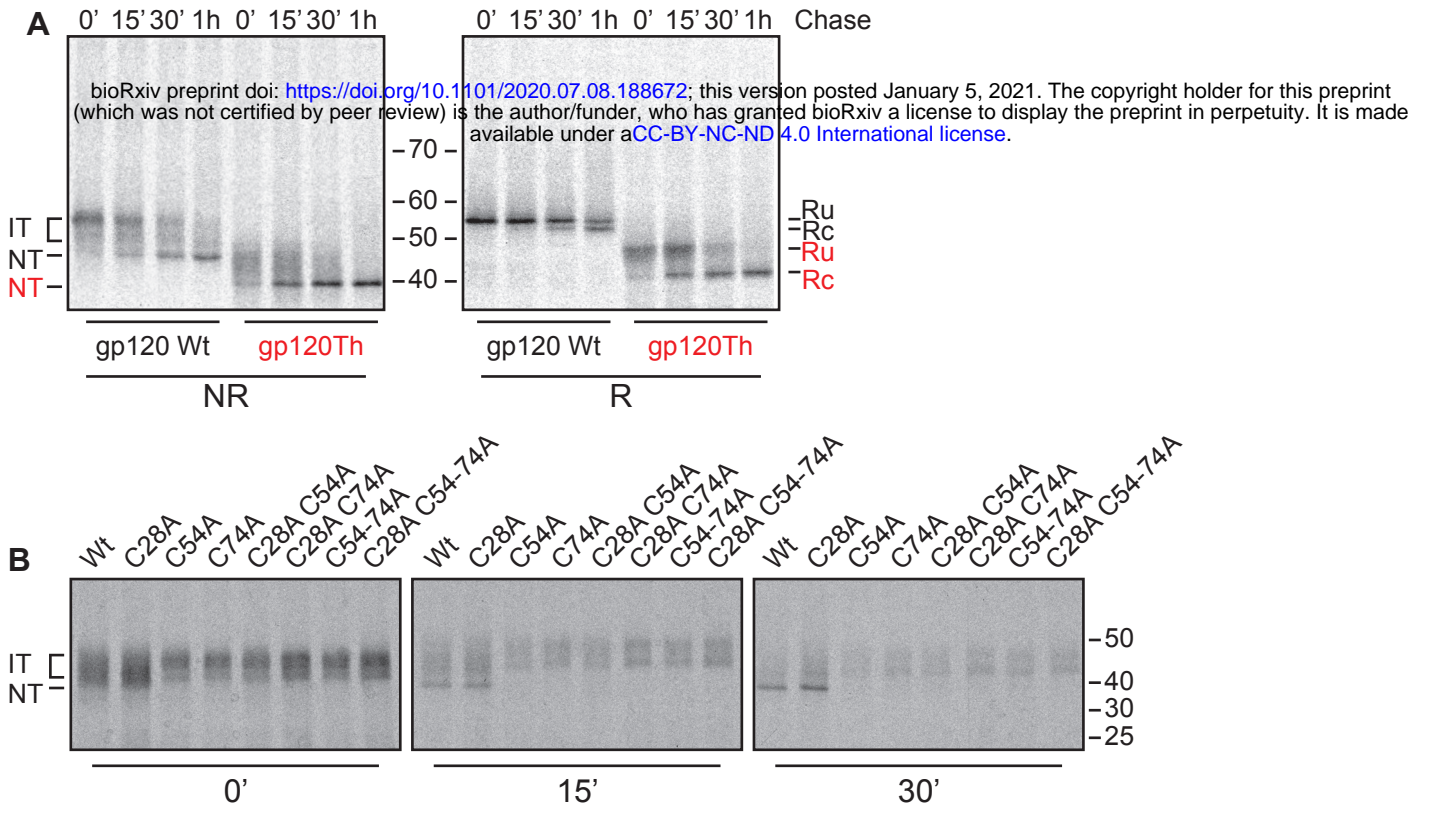 A
0’ 15’ 30’ 1h 0’ 15’ 30’ 1h
0’ 15’ 30’ 1h 0’ 15’ 30’ 1h
Chase
bioRxiv preprint doi: https://doi.org/10.1101/2020.07.08.188672; this version posted January 5, 2021. The copyright holder for this preprint
(which was not certified by peer review) is the author/funder, who has granted bioRxiv a license to display the preprint in perpetuity. It is made
available under aCC-BY-NC-ND 4.0 International license.
IT
NT
NT
–70 –
–60 –
–50 –
–40 –
Ru
Rc
Ru
Rc
gp120 Wt gp120Th
gp120 Wt gp120Th
NR
R
B
Wt C28A C54A C74A C28A C54A C28A C74A C54-74A C28A C54-74A
Wt C28A C54A C74A C28A C54A C28A C74A C54-74A C28A C54-74A
Wt C28A C54A C74A C28A C54A C28A C74A C54-74A C28A C54-74A
IT
NT
–50
–40
–30
–25
0’
15’
30’